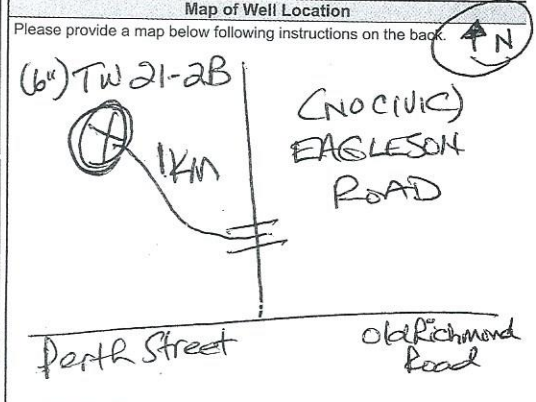 Map of Well Location
Please provide a map below following instructions on the back.
N
(6") TW 21-2B
1KM
(NO CIVIC)
EAGLESON
ROAD
Perth Street
Old Richmond
Road